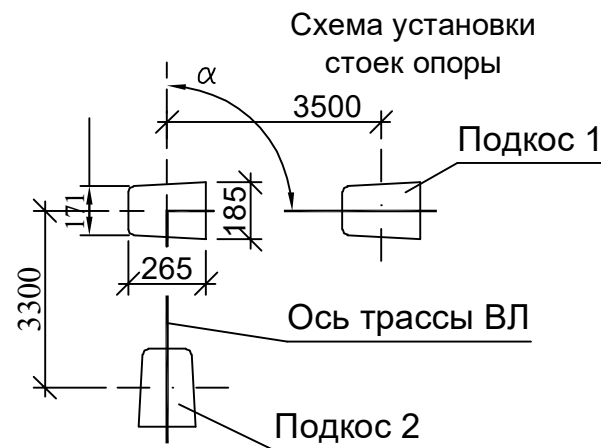 Схема установки
стоек опоры
α
3500
Подкос 1
171
185
265
3300
Ось трассы ВЛ
Подкос 2